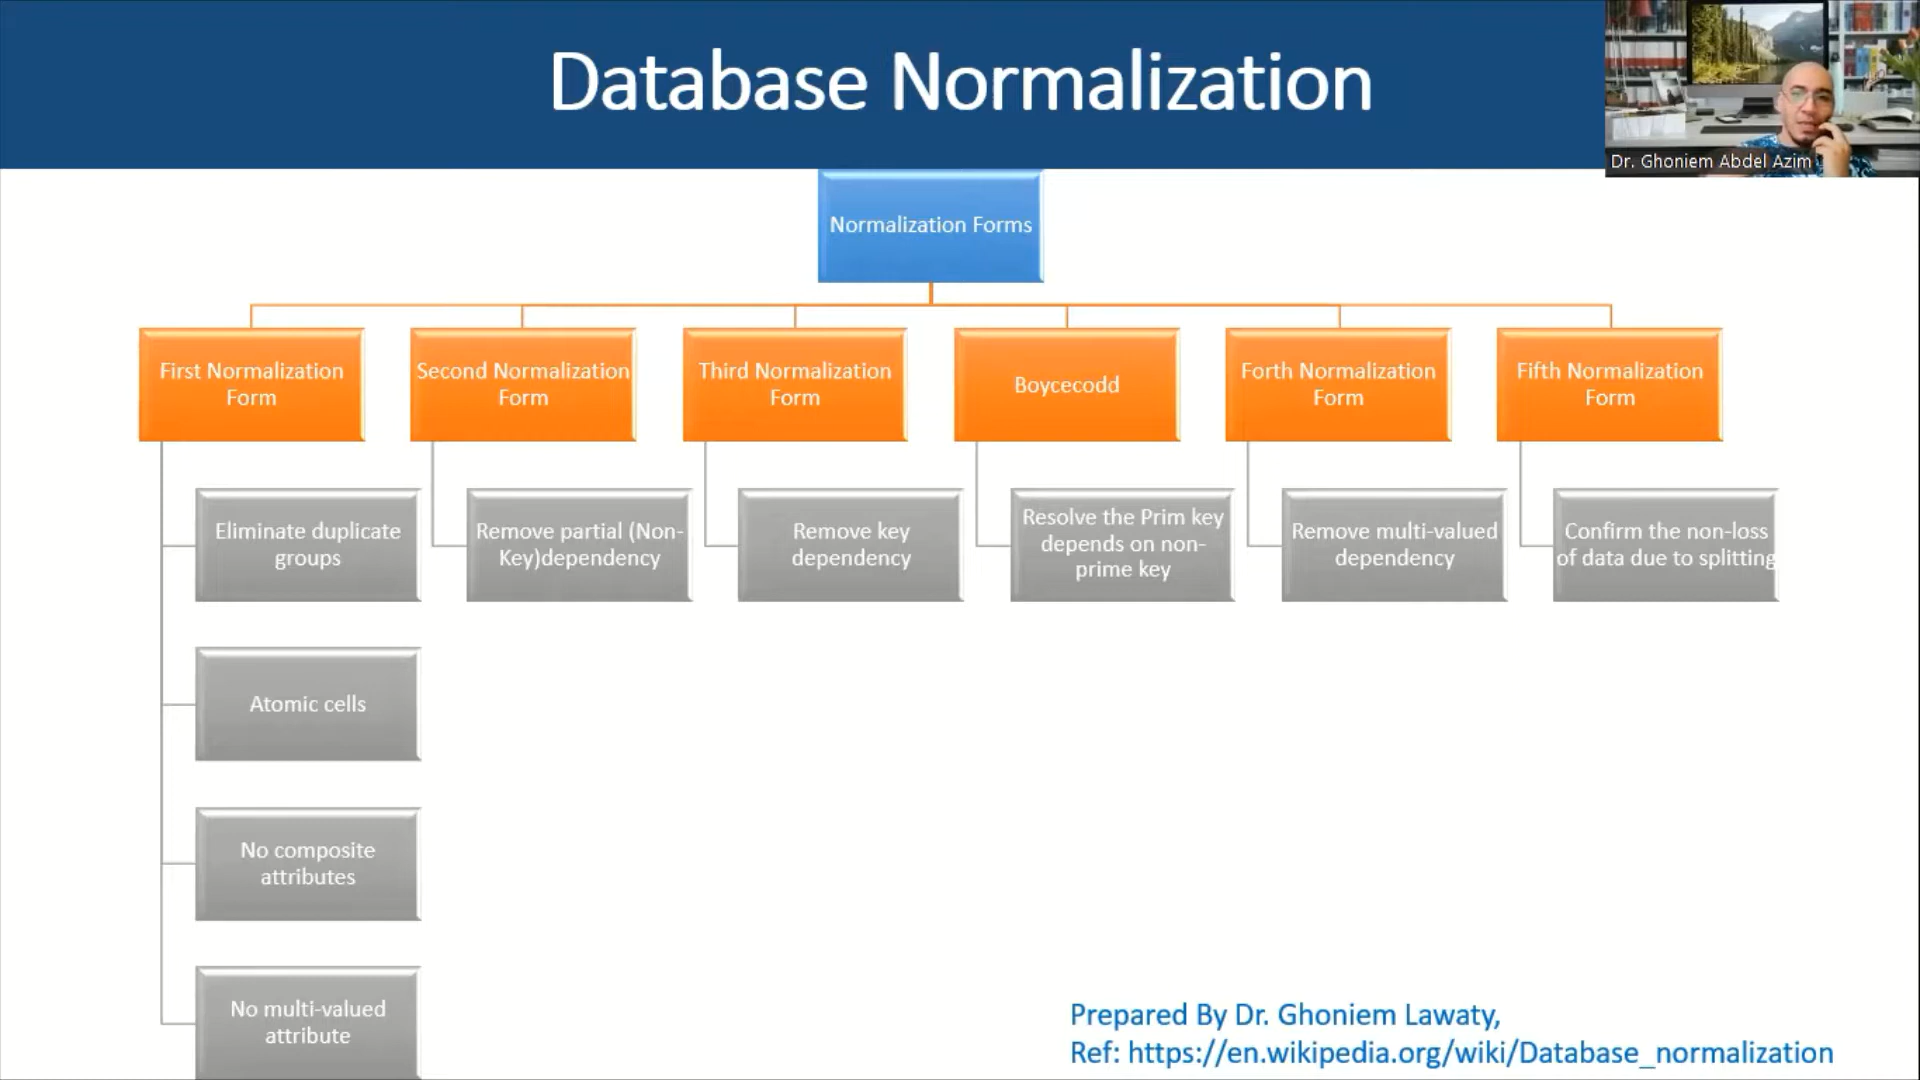 Database Normalization
Dr. Ghoniem Abdel Azim
Normalization Forms
First Normalization
Form
Second Normalization
Form
Third Normalization
Form
Boycecodd
Forth Normalization
Form
Fifth Normalization
Form
Eliminate duplicate
groups
Remove partial (Non-
Key)dependency
Remove key
dependency
Resolve the Prim key
depends on non-
prime key
Remove multi-valued
dependency
Confirm the non-loss
of data due to splitting
Atomic cells
No composite
attributes
No multi-valued
attribute
Prepared By Dr. Ghoniem Lawaty,
Ref: https://en.wikipedia.org/wiki/Database_normalization